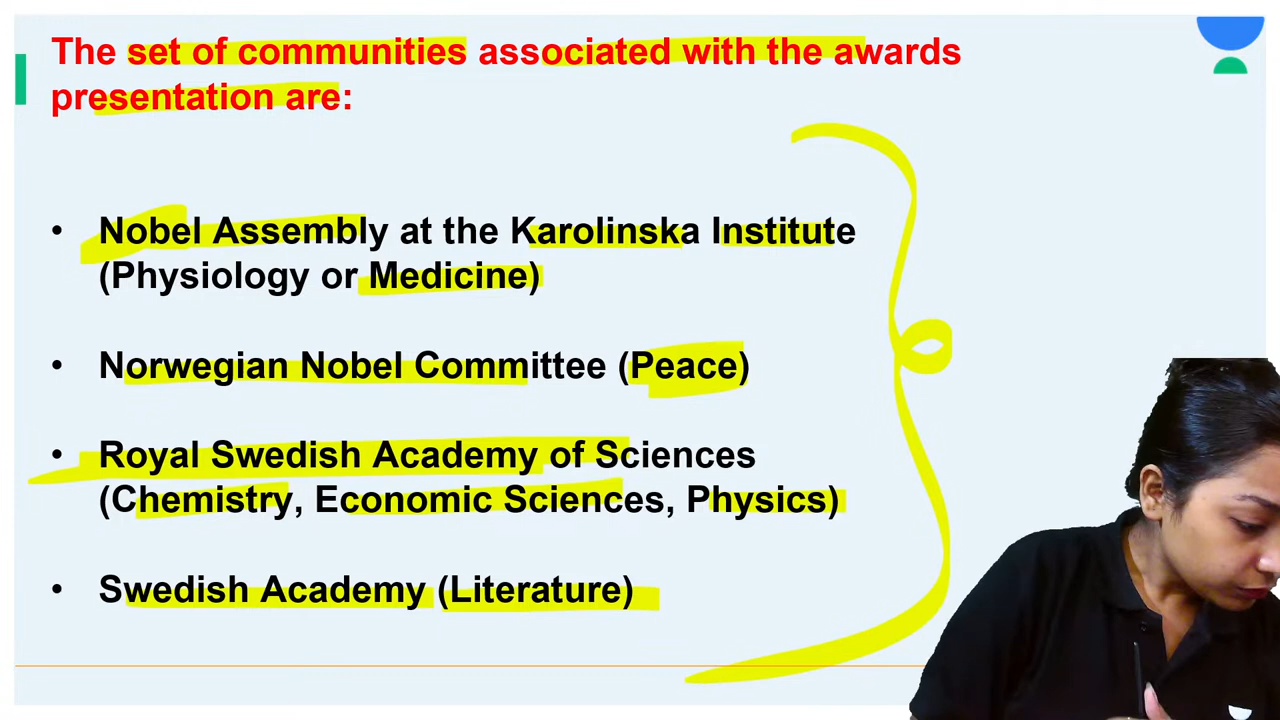 The set of communities associated with the awards
presentation are:
• Nobel Assembly at the Karolinska Institute
(Physiology or Medicine)
• Norwegian Nobel Committee (Peace)
• Royal Swedish Academy of Sciences
(Chemistry, Economic Sciences, Physics)
• Swedish Academy (Literature)